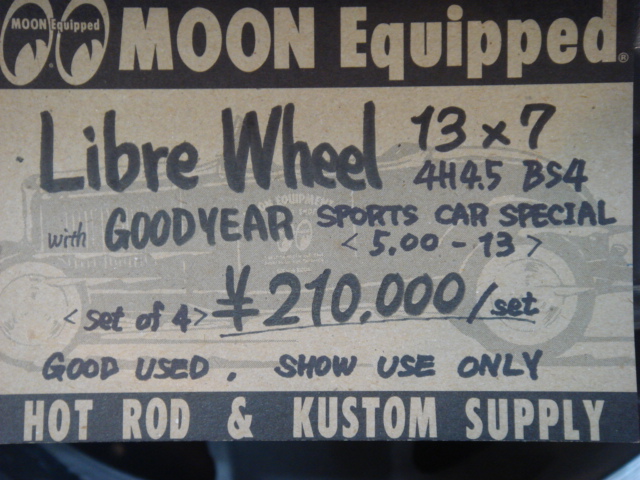 MOON Equipped
MOON Equipped®
Libre Wheel 13 x 7
4H4.5 BS4
with GOODYEAR SPORTS CAR SPECIAL
< 5.00 - 13 >
<set of 4> ¥210,000/set
GOOD USED. SHOW USE ONLY
HOT ROD & KUSTOM SUPPLY